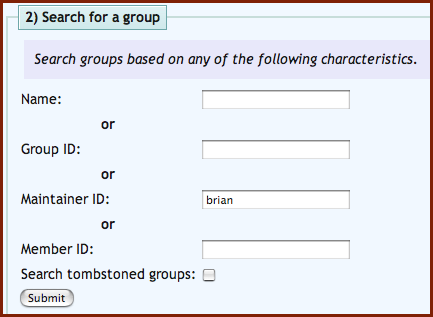 2) Search for a group
Search groups based on any of the following characteristics.
Name:
or
Group ID:
or
Maintainer ID: brian
or
Member ID:
Search tombstoned groups:
Submit